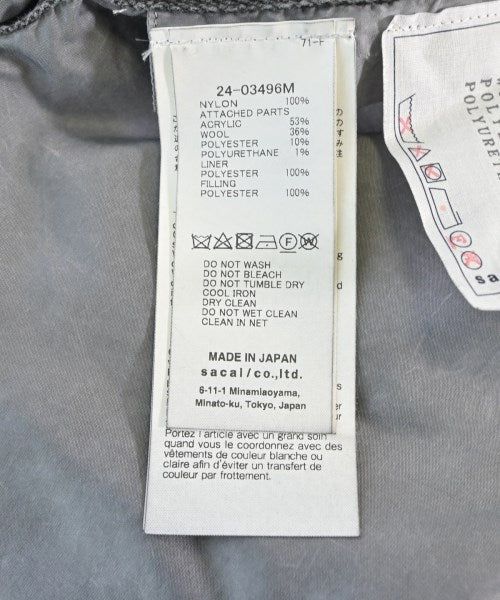 71-F
24-03496M
NYLON 100%
ATTACHED PARTS
ACRYLIC 53%
WOOL 36%
POLYESTER 10%
POLYURETHANE 1%
LINER
POLYESTER 100%
FILLING
POLYESTER 100%
DO NOT WASH
DO NOT BLEACH
DO NOT TUMBLE DRY
COOL IRON
DRY CLEAN
DO NOT WET CLEAN
CLEAN IN NET
MADE IN JAPAN
sacai/co.,ltd.
6-11-1 Minamiaoyama,
Minato-ku, Tokyo, Japan
Portez l'article avec un grand soin
quand vous le coordonnez avec des
vêtements de couleur blanche ou
claire afin d'éviter un transfert de
couleur par frottement.